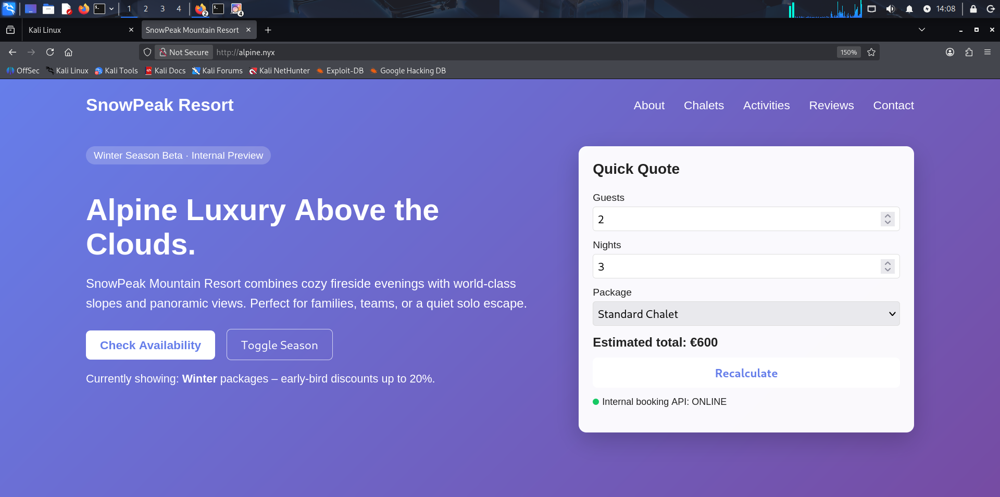 1 2 3 4 2 4 14:08
Kali Linux
SnowPeak Mountain Resort
Not Secure http://alpine.nyx 150%
OffSec Kali Linux Kali Tools Kali Docs Kali Forums Kali NetHunter Exploit-DB Google Hacking DB
SnowPeak Resort
About Chalets Activities Reviews Contact
Winter Season Beta · Internal Preview
Alpine Luxury Above the
Clouds.
SnowPeak Mountain Resort combines cozy fireside evenings with world-class
slopes and panoramic views. Perfect for families, teams, or a quiet solo escape.
Check Availability
Toggle Season
Currently showing: Winter packages – early-bird discounts up to 20%.
Quick Quote
Guests
2
Nights
3
Package
Standard Chalet
Estimated total: €600
Recalculate
Internal booking API: ONLINE